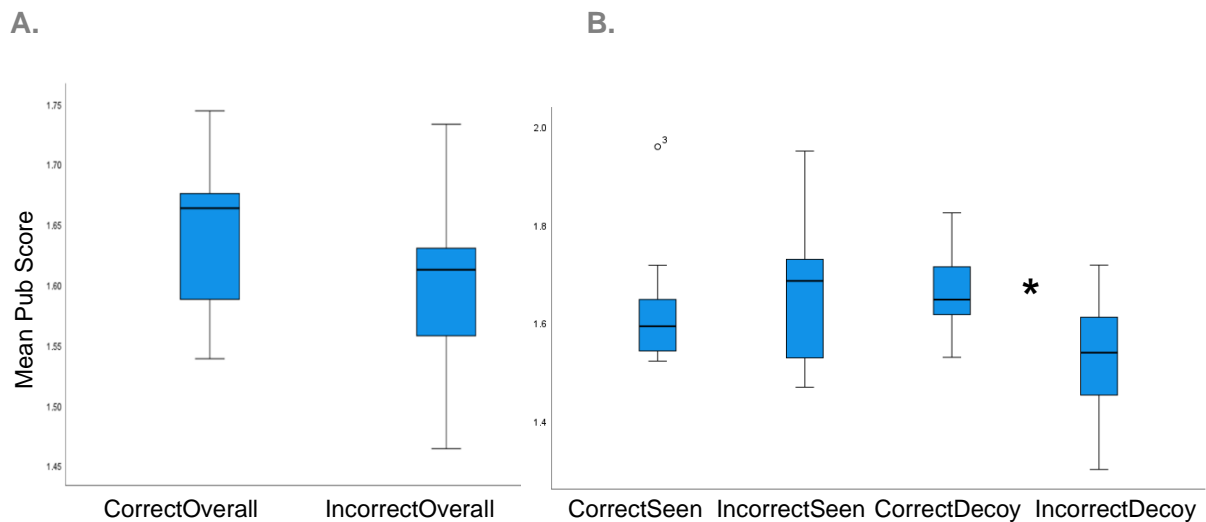 A.
B.
Mean Pub Score
1.75
1.70
1.65
1.60
1.55
1.50
1.45
CorrectOverall
IncorrectOverall
2.0
1.8
1.6
1.4
3
*
CorrectSeen
IncorrectSeen
CorrectDecoy
IncorrectDecoy